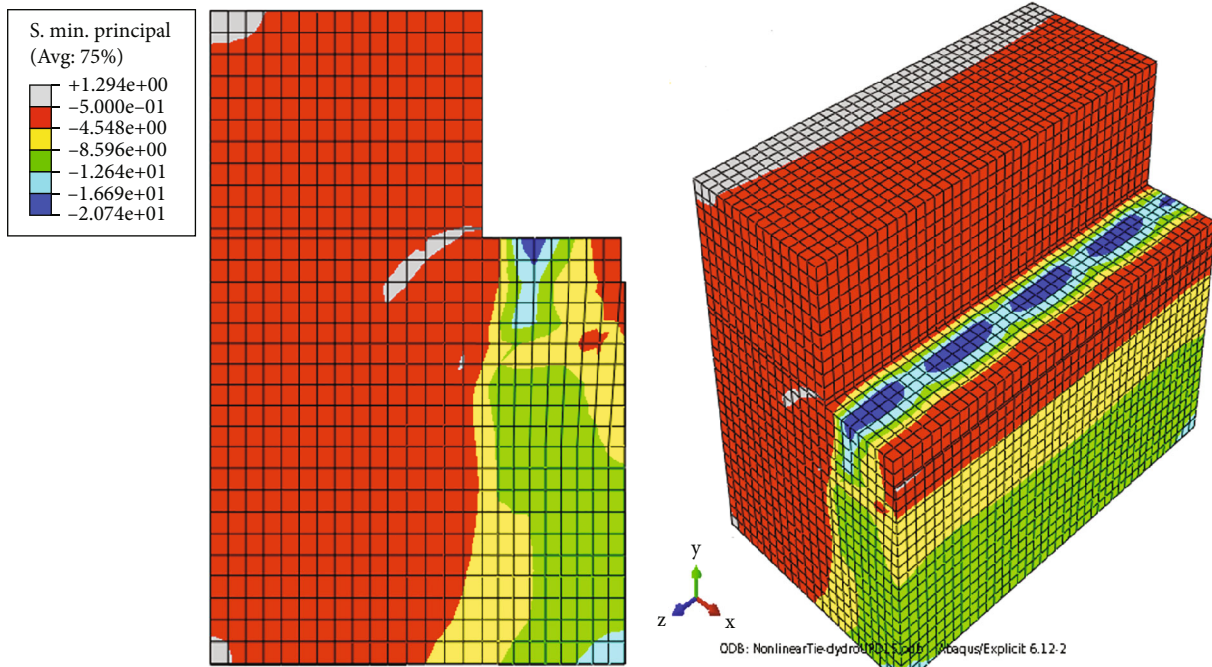 S. min. principal
(Avg: 75%)
+1.294e+00
−5.000e−01
−4.548e+00
−8.596e+00
−1.264e+01
−1.669e+01
−2.074e+01
y
z
x
ODB: Abaqus/Explicit 6.12-2